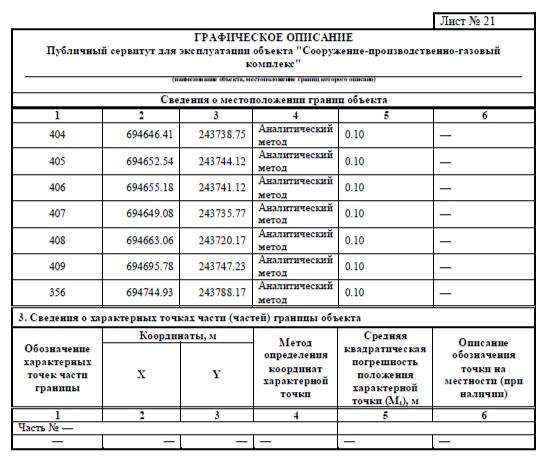 Лист № 21
ГРАФИЧЕСКОЕ ОПИСАНИЕ
Публичный сервитут для эксплуатации объекта "Сооружение-производственно-газовый
комплекс"
(наименование объекта, местоположение границ которого описано)
Сведения о местоположении границ объекта
1 2 3 4 5 6
404 694646.41 243738.75 Аналитический метод 0.10 —
405 694652.54 243744.12 Аналитический метод 0.10 —
406 694655.18 243741.12 Аналитический метод 0.10 —
407 694649.08 243735.77 Аналитический метод 0.10 —
408 694663.06 243720.17 Аналитический метод 0.10 —
409 694695.78 243747.23 Аналитический метод 0.10 —
356 694744.93 243788.17 Аналитический метод 0.10 —
3. Сведения о характерных точках части (частей) границы объекта
Обозначение
характерных
точек части
границы
Координаты, м
X Y
Метод
определения
координат
характерной
точки
Средняя
квадратическая
погрешность
положения
характерной
точки (Mt), м
Описание
обозначения
точки на
местности (при
наличии)
1 2 3 4 5 6
Часть № —
— — — — — —